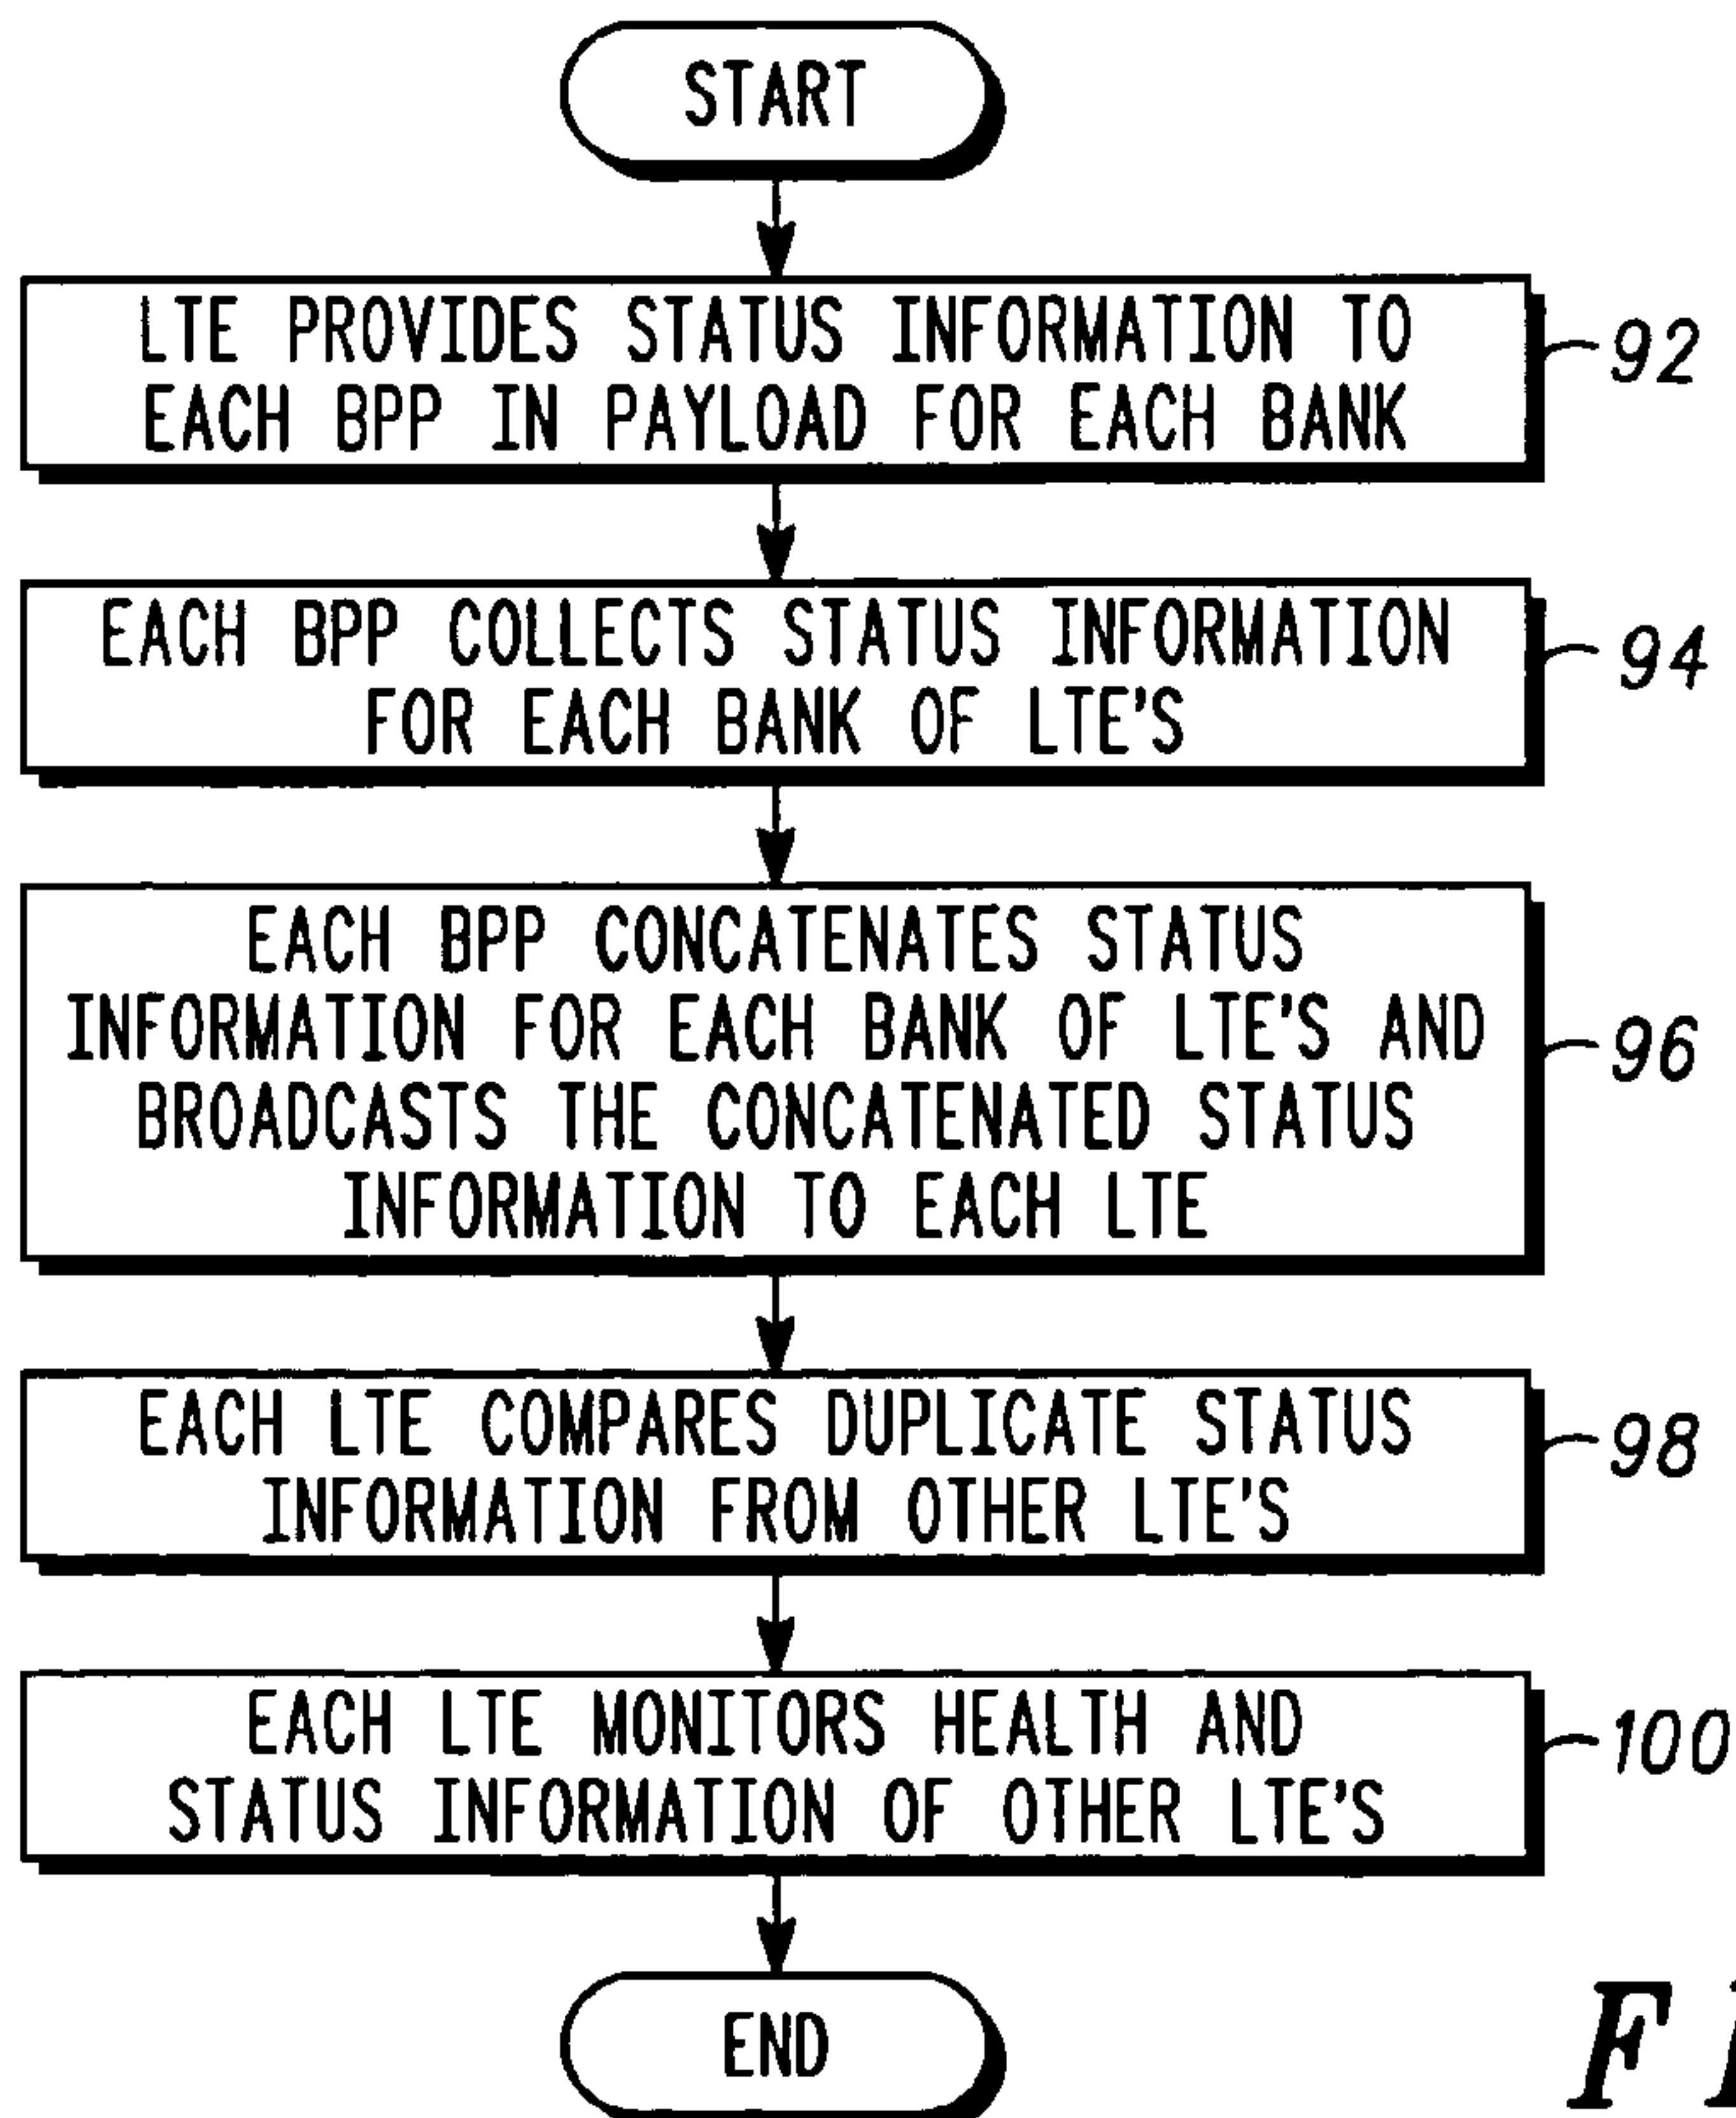 START
LTE PROVIDES STATUS INFORMATION TO
EACH BPP IN PAYLOAD FOR EACH BANK
92
EACH BPP COLLECTS STATUS INFORMATION
FOR EACH BANK OF LTE'S
94
EACH BPP CONCATENATES STATUS
INFORMATION FOR EACH BANK OF LTE'S AND
BROADCASTS THE CONCATENATED STATUS
INFORMATION TO EACH LTE
96
EACH LTE COMPARES DUPLICATE STATUS
INFORMATION FROM OTHER LTE'S
98
EACH LTE MONITORS HEALTH AND
STATUS INFORMATION OF OTHER LTE'S
100
END
F